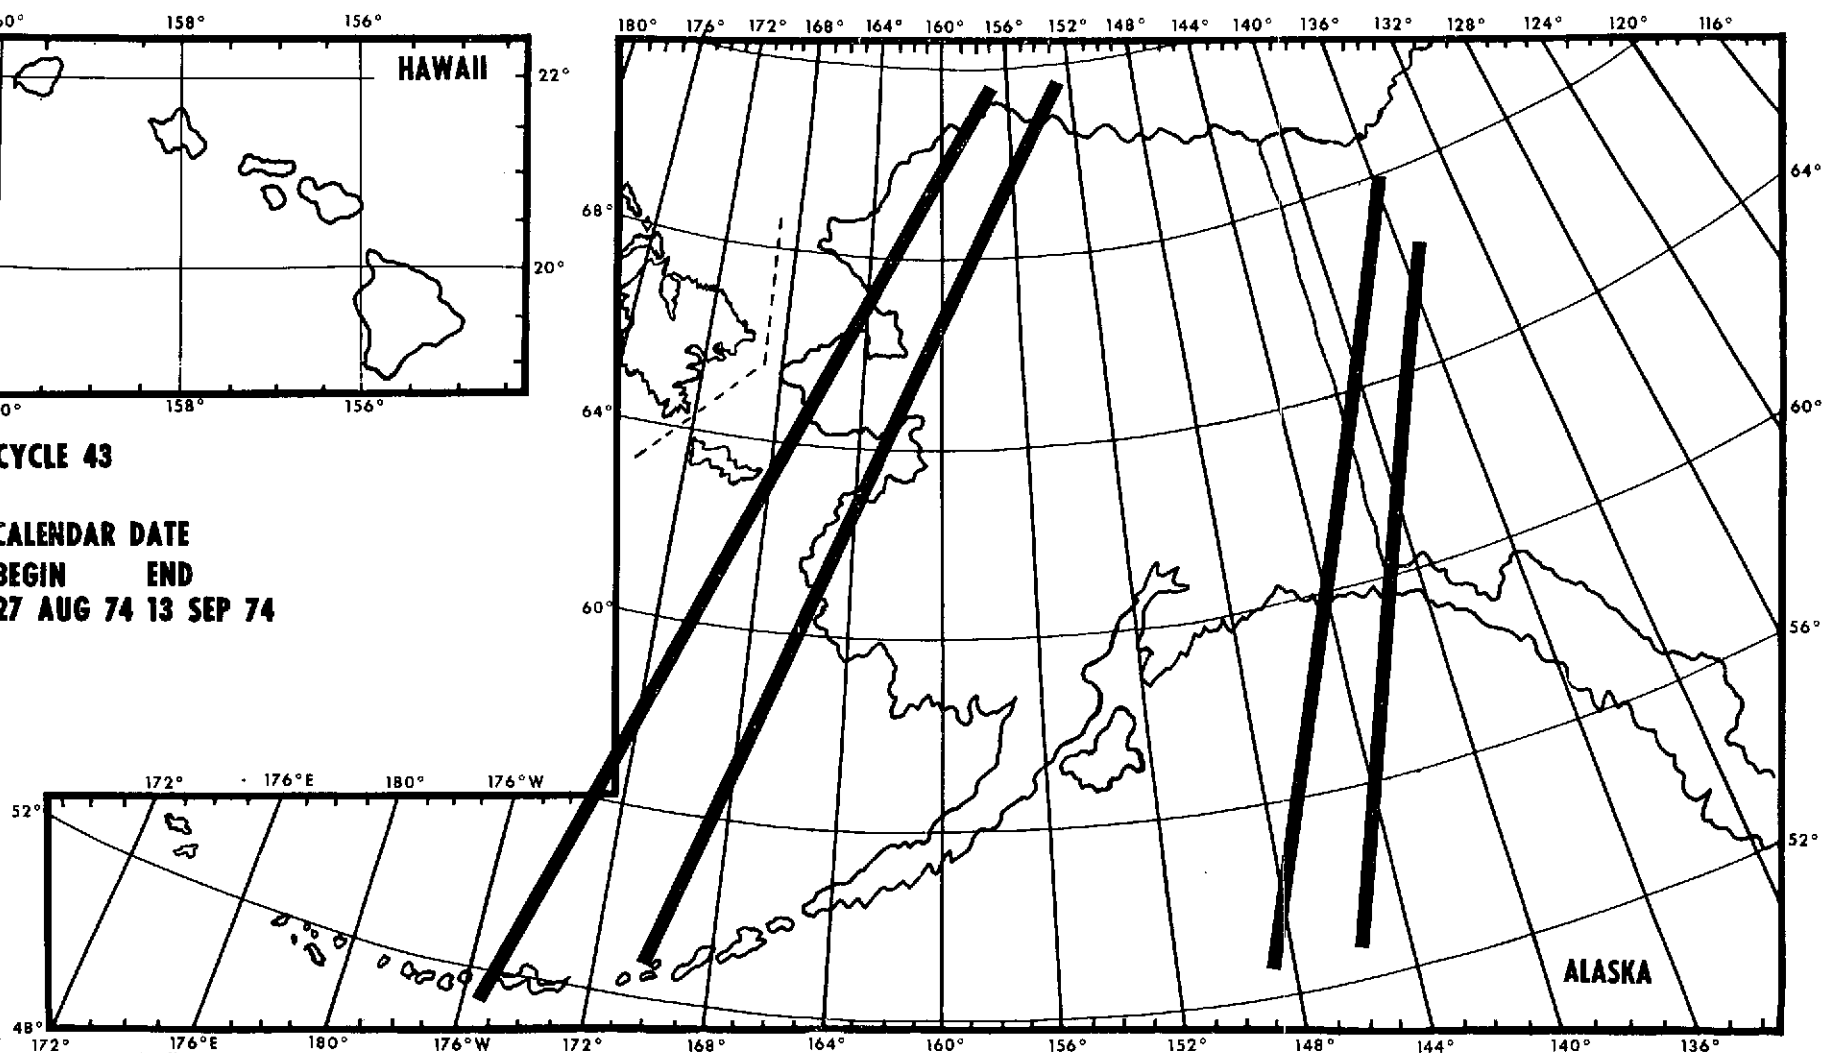 60° 158° 156°
180° 176° 172° 168° 164° 160° 156° 152° 148° 144° 140° 136° 132° 128° 124° 120° 116°
HAWAII
22°
64°
68°
20°
0° 158° 156°
64°
60°
CYCLE 43
CALENDAR DATE
BEGIN END
27 AUG 74 13 SEP 74
60°
56°
172° 176°E 180° 176°W
52°
52°
ALASKA
48°
172° 176°E 180° 176°W 172° 168° 164° 160° 156° 152° 148° 144° 140° 136°